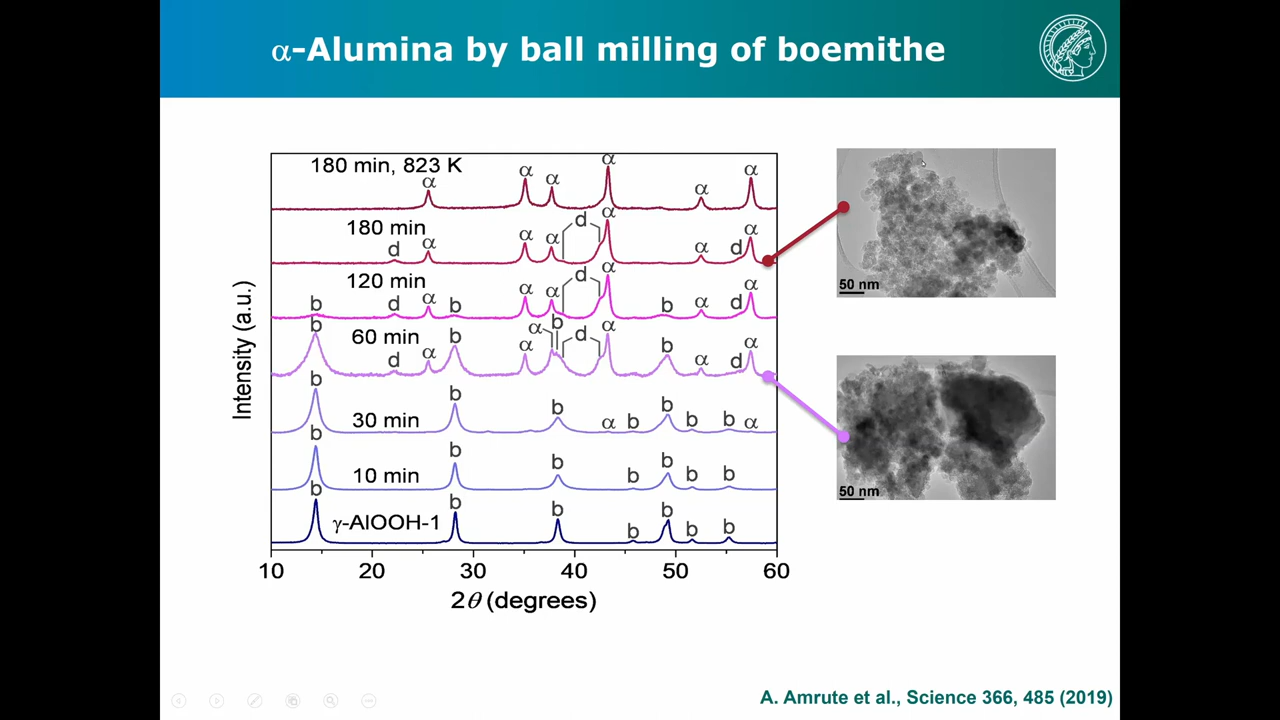 α-Alumina by ball milling of boemithe
180 min, 823 K
α α α α α α
180 min
d α α α d α α d α
120 min
b d α b α α d α b α d α
60 min
b d α b α α b d α b α d α
30 min
b b b α b b b b α
10 min
b b b b b b b
γ-AlOOH-1
b b b b b b b
Intensity (a.u.)
10 20 30 40 50 60
2θ (degrees)
50 nm
50 nm
A. Amrute et al., Science 366, 485 (2019)